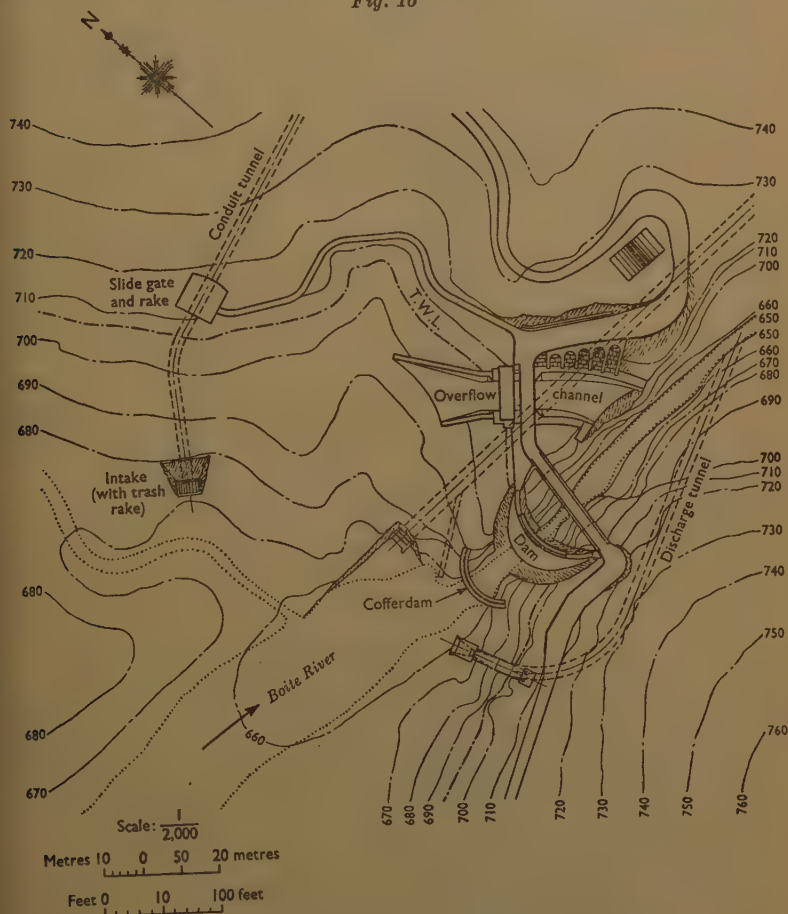 Fig. 10
N
740
730
720
710
700
690
680
680
680
670
Conduit tunnel
Slide gate
and rake
T.W.L.
Overflow channel
Intake
(with trash
rake)
Dam
Cofferdam
Discharge tunnel
Boite River
660
740
730
720
710
700
660
650
650
660
670
680
690
700
710
720
730
740
750
760
670
680
690
700
710
720
730
740
750
760
Scale: 1
2,000
Metres 10 0 50 20 metres
Feet 0 10 100 feet